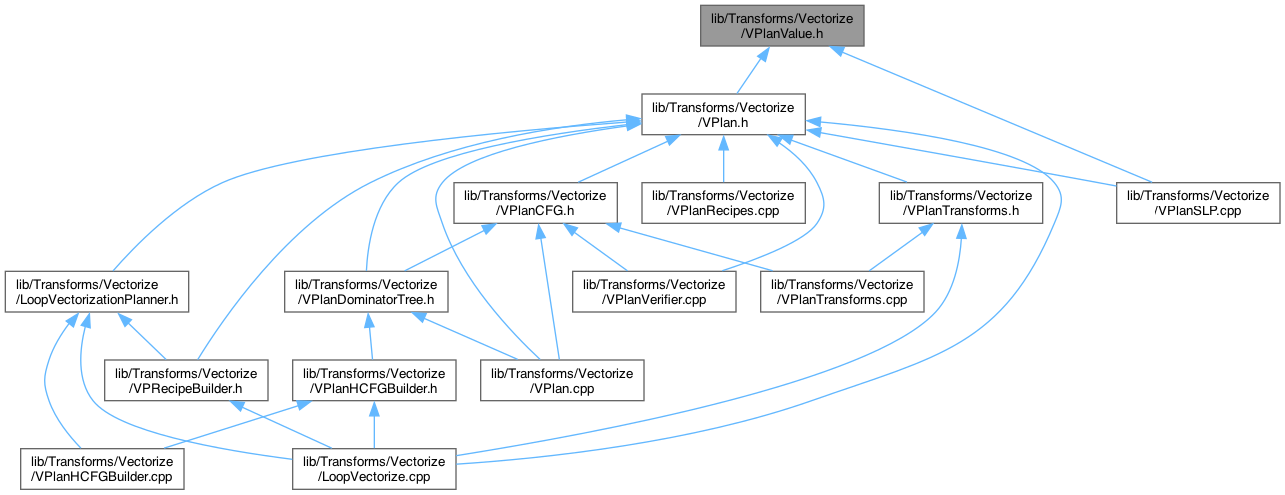 lib/Transforms/Vectorize
/VPlanValue.h
lib/Transforms/Vectorize
/VPlan.h
lib/Transforms/Vectorize
/VPlanCFG.h
lib/Transforms/Vectorize
/VPlanRecipes.cpp
lib/Transforms/Vectorize
/VPlanTransforms.h
lib/Transforms/Vectorize
/VPlanSLP.cpp
lib/Transforms/Vectorize
/LoopVectorizationPlanner.h
lib/Transforms/Vectorize
/VPlanDominatorTree.h
lib/Transforms/Vectorize
/VPlanVerifier.cpp
lib/Transforms/Vectorize
/VPlanTransforms.cpp
lib/Transforms/Vectorize
/VPRecipeBuilder.h
lib/Transforms/Vectorize
/VPlanHCFGBuilder.h
lib/Transforms/Vectorize
/VPlan.cpp
lib/Transforms/Vectorize
/VPlanHCFGBuilder.cpp
lib/Transforms/Vectorize
/LoopVectorize.cpp